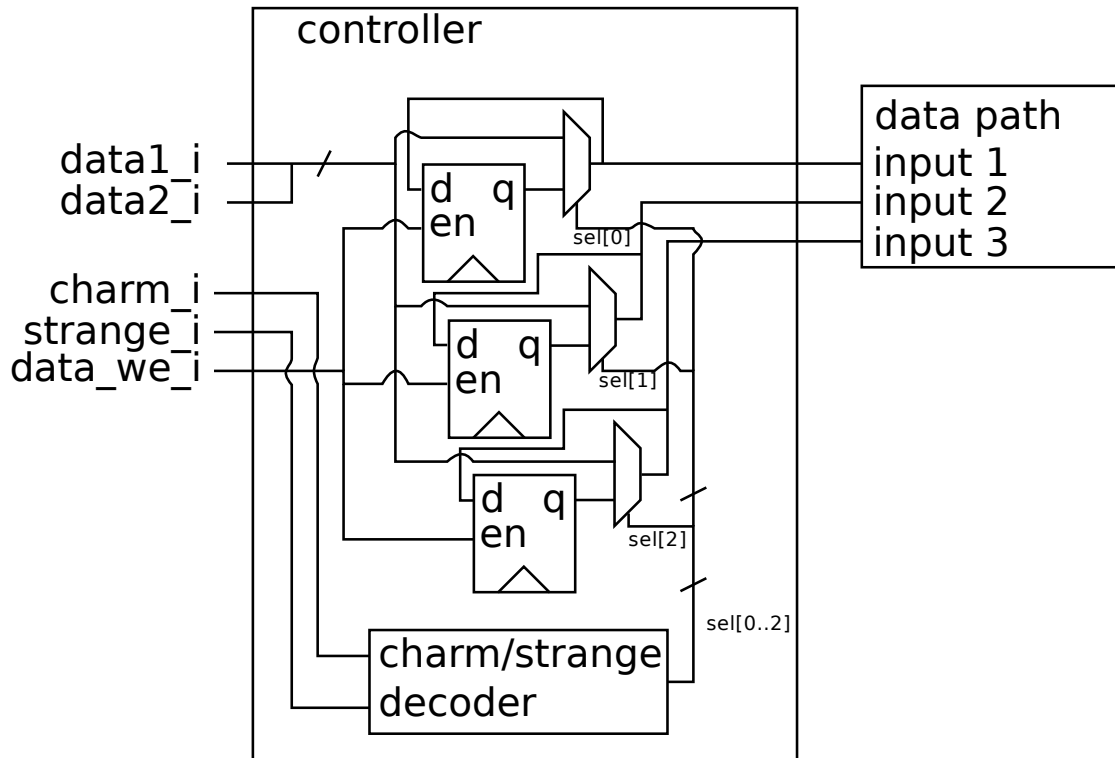 controller
data1_i
data2_i
charm_i
strange_i
data_we_i
d q
en
sel[0]
d q
en
sel[1]
d q
en
sel[2]
sel[0..2]
charm/strange
decoder
data path
input 1
input 2
input 3